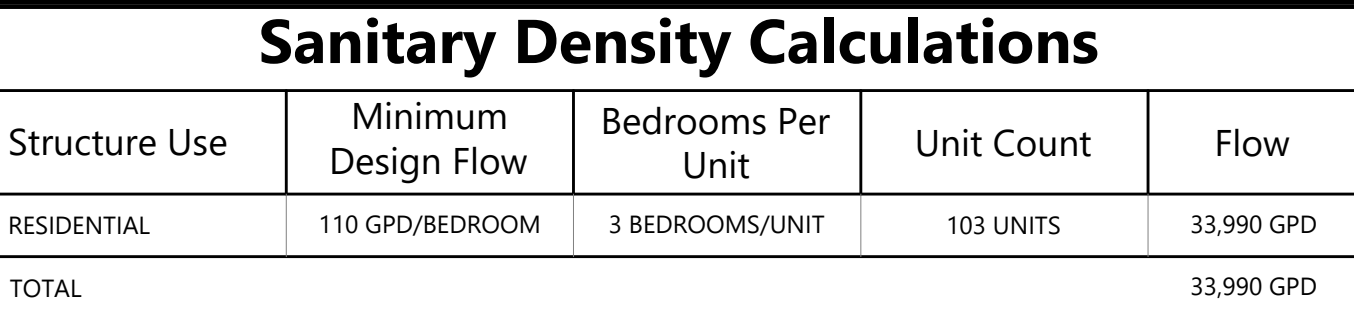 Sanitary Density Calculations
Structure Use
Minimum
Design Flow
Bedrooms Per
Unit
Unit Count
Flow
RESIDENTIAL
110 GPD/BEDROOM
3 BEDROOMS/UNIT
103 UNITS
33,990 GPD
TOTAL
33,990 GPD